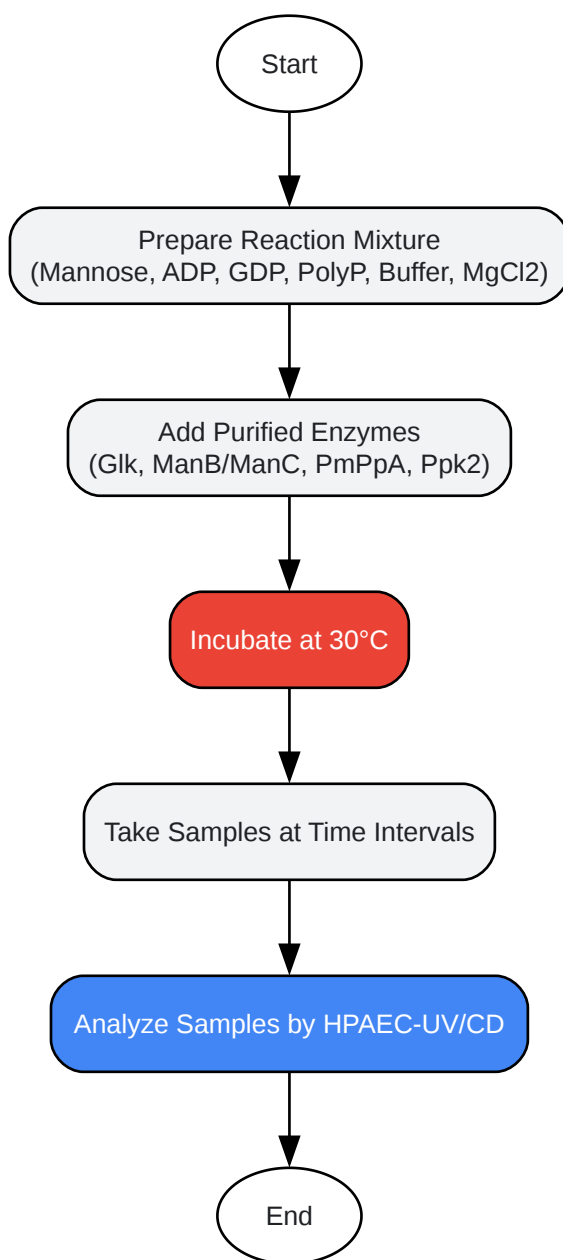 Start
Prepare Reaction Mixture
(Mannose, ADP, GDP, PolyP, Buffer, MgCl2)
Add Purified Enzymes
(Glk, ManB/ManC, PmPpA, Ppk2)
Incubate at 30°C
Take Samples at Time Intervals
Analyze Samples by HPAEC-UV/CD
End